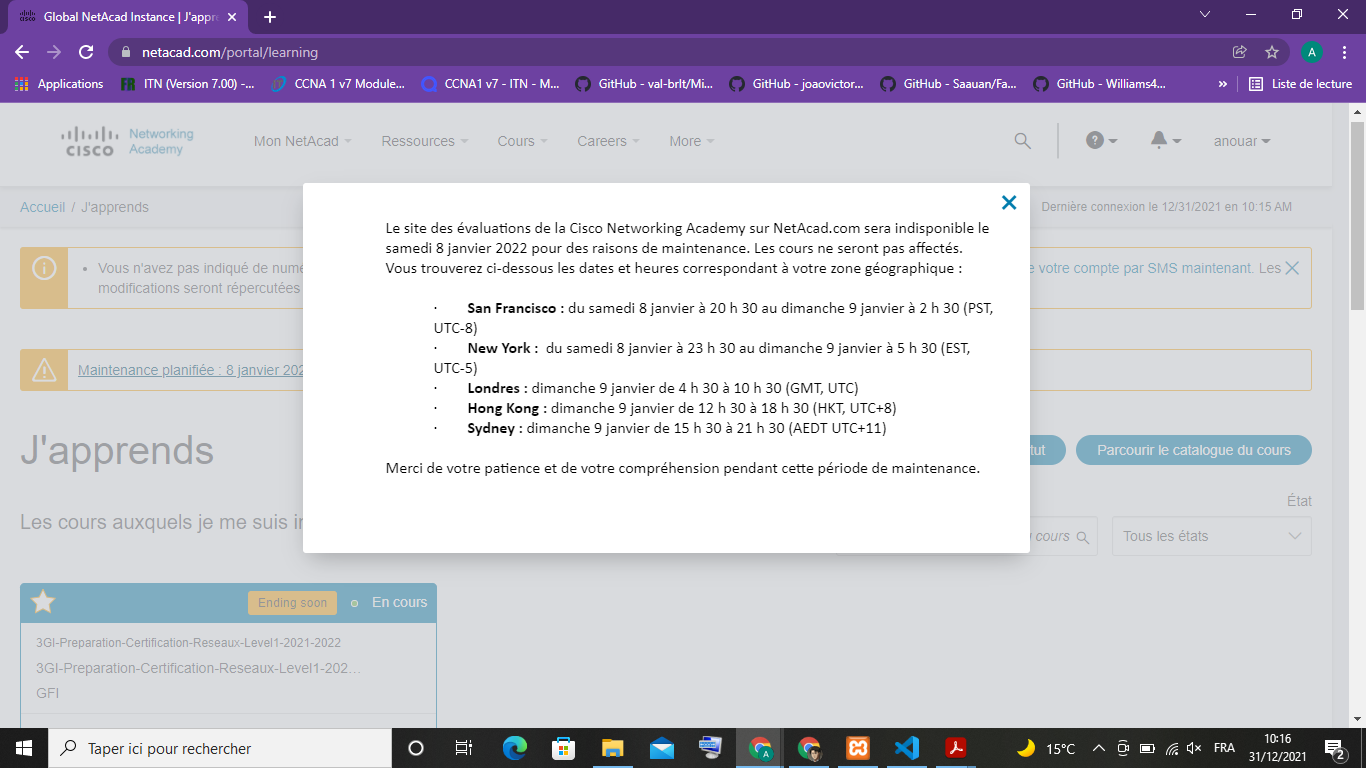 Global NetAcad Instance | J'appre
netacad.com/portal/learning
A
Applications
ITN (Version 7.00) -...
CCNA 1 v7 Module...
CCNA1 v7 - ITN - M...
GitHub - val-brlt/Mi...
GitHub - joaovictor...
GitHub - Saauan/Fa...
GitHub - Williams4...
»
Liste de lecture
CISCO Networking Academy
Mon NetAcad
Ressources
Cours
Careers
More
anouar
Accueil / J'apprends
Dernière connexion le 12/31/2021 en 10:15 AM
Vous n'avez pas indiqué de numé
e votre compte par SMS maintenant. Les
modifications seront répercutées
Maintenance planifiée : 8 janvier 202
Le site des évaluations de la Cisco Networking Academy sur NetAcad.com sera indisponible le
samedi 8 janvier 2022 pour des raisons de maintenance. Les cours ne seront pas affectés.
Vous trouverez ci-dessous les dates et heures correspondant à votre zone géographique :
· San Francisco : du samedi 8 janvier à 20 h 30 au dimanche 9 janvier à 2 h 30 (PST,
UTC-8)
· New York : du samedi 8 janvier à 23 h 30 au dimanche 9 janvier à 5 h 30 (EST,
UTC-5)
· Londres : dimanche 9 janvier de 4 h 30 à 10 h 30 (GMT, UTC)
· Hong Kong : dimanche 9 janvier de 12 h 30 à 18 h 30 (HKT, UTC+8)
· Sydney : dimanche 9 janvier de 15 h 30 à 21 h 30 (AEDT UTC+11)
Merci de votre patience et de votre compréhension pendant cette période de maintenance.
J'apprends
tut
Parcourir le catalogue du cours
Les cours auxquels je me suis in
État
cours
Tous les états
Ending soon
En cours
3GI-Preparation-Certification-Reseaux-Level1-2021-2022
3GI-Preparation-Certification-Reseaux-Level1-202...
GFI
Taper ici pour rechercher
15°C
FRA
10:16
31/12/2021
2